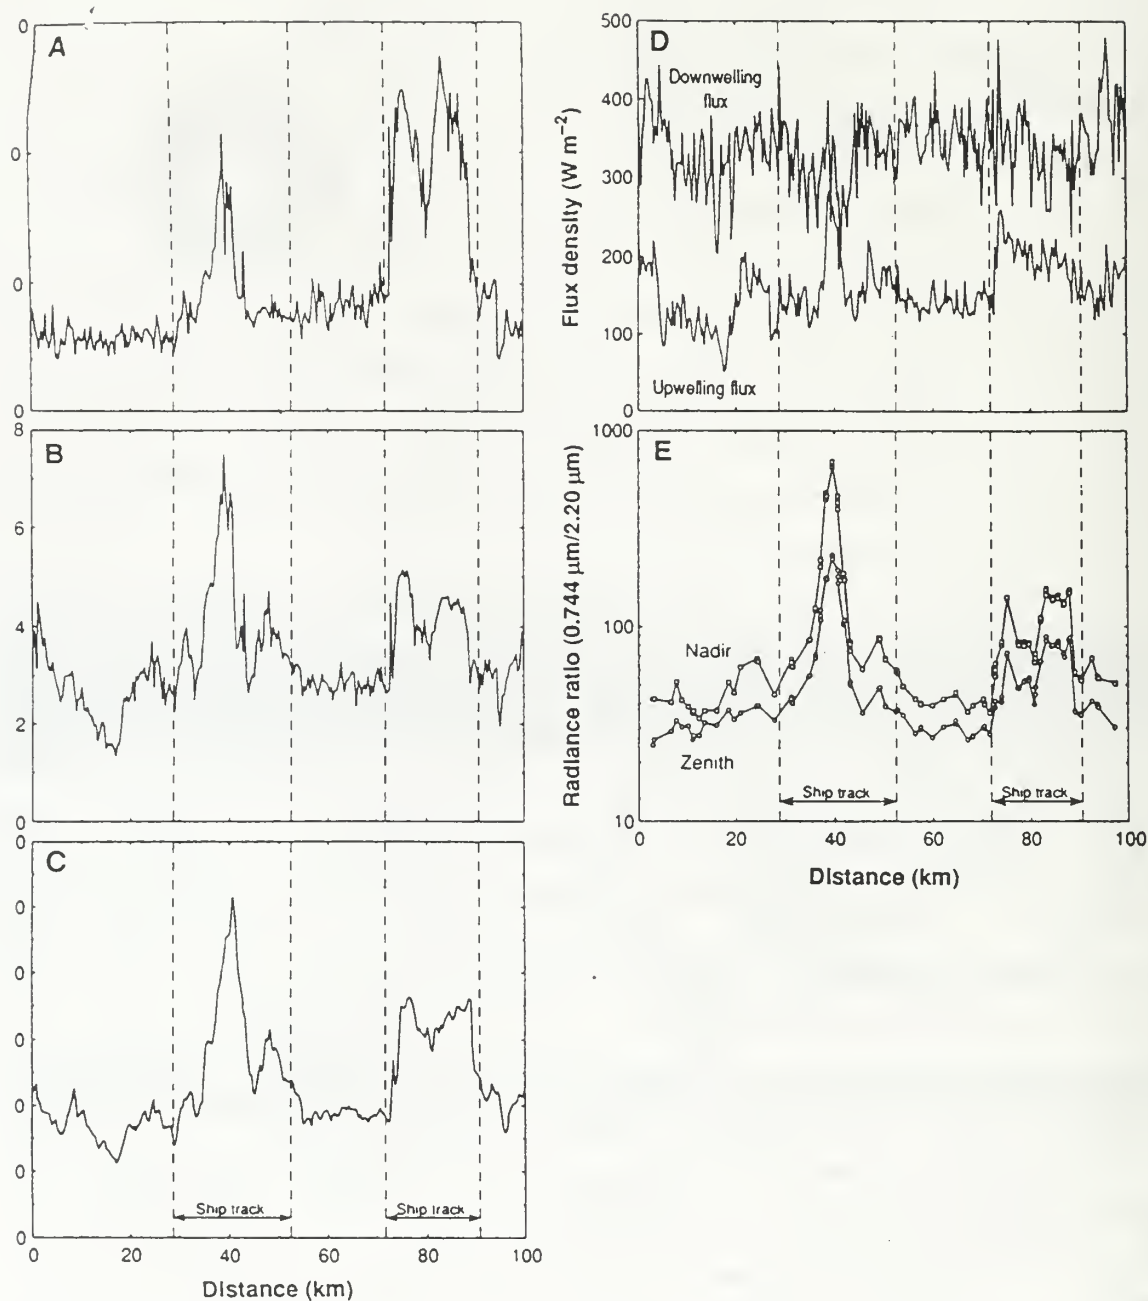 A
0
0
0
0
B
8
6
4
2
0
C
0
0
0
0
0
0
0
Ship track
Ship track
0 20 40 60 80 100
Distance (km)
D
500
400
300
200
100
0
Flux density (W m⁻²)
Downwelling
flux
Upwelling flux
E
1000
100
10
Radiance ratio (0.744 μm/2.20 μm)
Nadir
Zenith
Ship track
Ship track
0 20 40 60 80 100
Distance (km)